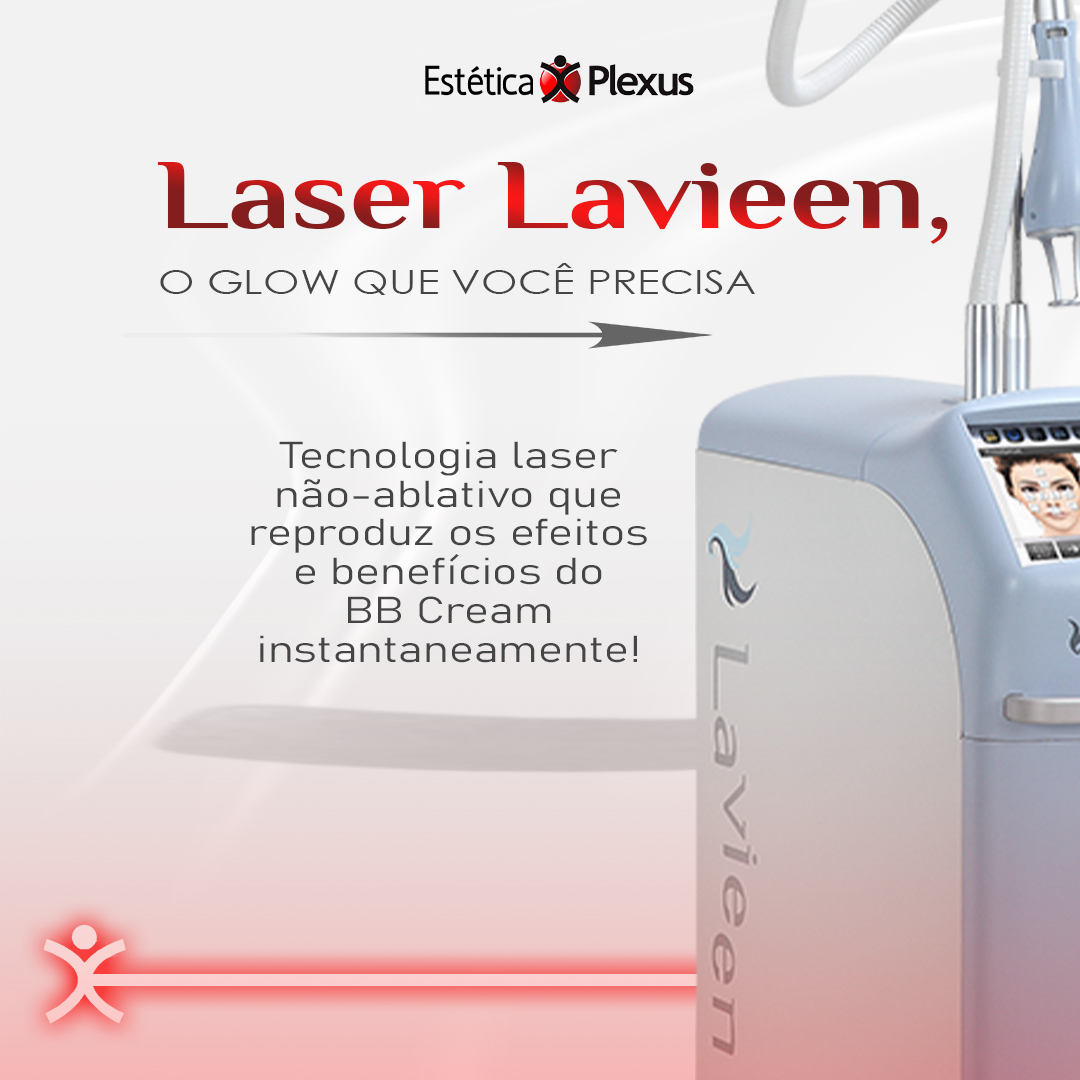 Estética Plexus
Laser Lavieen,
O GLOW QUE VOCÊ PRECISA
Tecnologia laser
não-ablativo que
reproduz os efeitos
e benefícios do
BB Cream
instantaneamente!
Lavieen